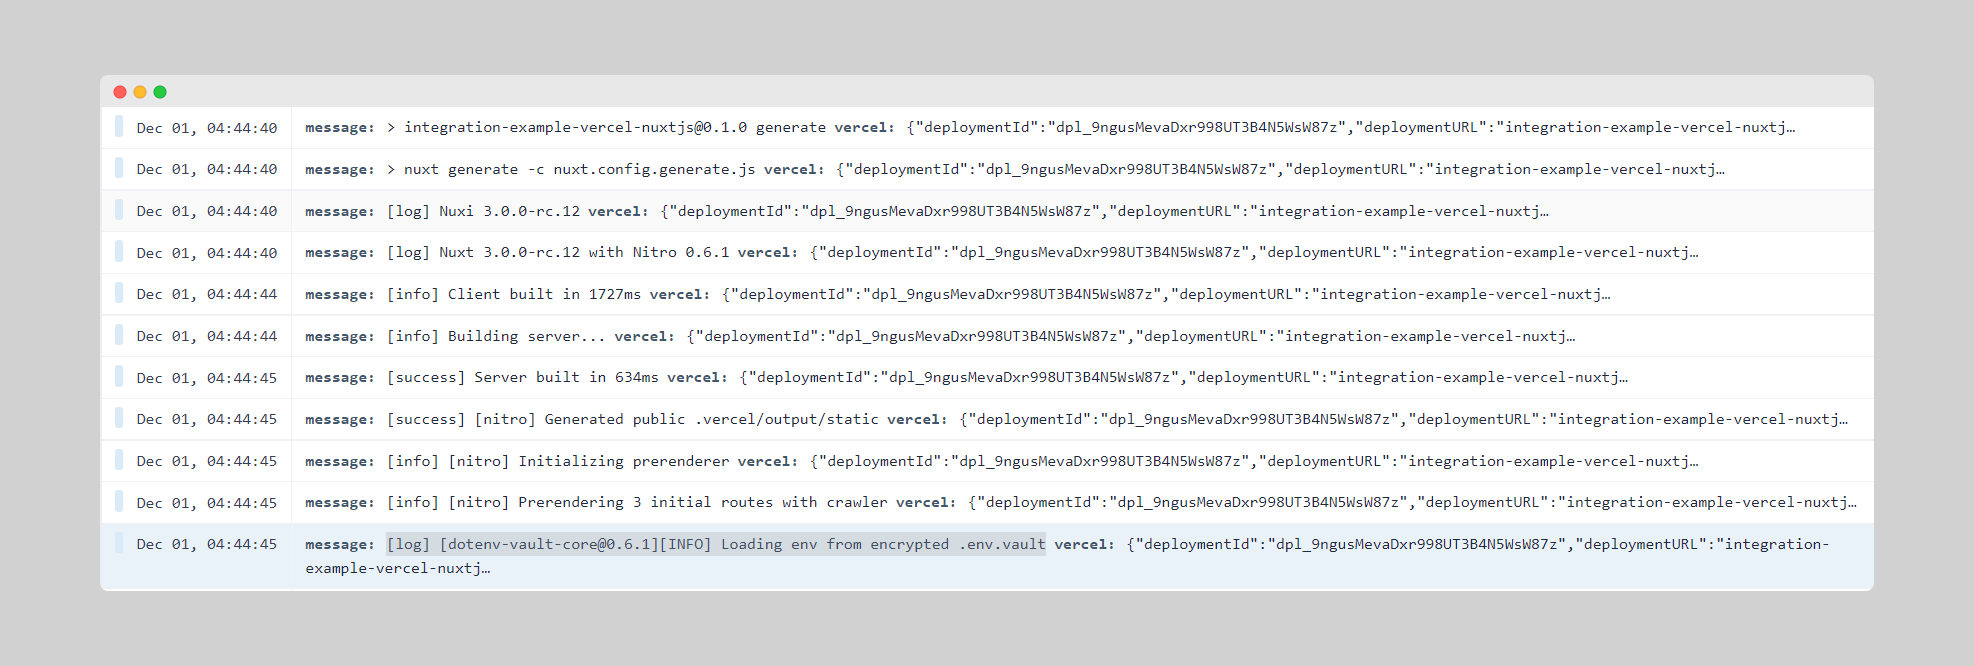 Dec 01, 04:44:40 message: > integration-example-vercel-nuxtjs@0.1.0 generate vercel: {"deploymentId":"dpl_9ngusMevaDxr998UT3B4N5WsW87z","deploymentURL":"integration-example-vercel-nuxtj…
Dec 01, 04:44:40 message: > nuxt generate -c nuxt.config.generate.js vercel: {"deploymentId":"dpl_9ngusMevaDxr998UT3B4N5WsW87z","deploymentURL":"integration-example-vercel-nuxtj…
Dec 01, 04:44:40 message: [log] Nuxi 3.0.0-rc.12 vercel: {"deploymentId":"dpl_9ngusMevaDxr998UT3B4N5WsW87z","deploymentURL":"integration-example-vercel-nuxtj…
Dec 01, 04:44:40 message: [log] Nuxt 3.0.0-rc.12 with Nitro 0.6.1 vercel: {"deploymentId":"dpl_9ngusMevaDxr998UT3B4N5WsW87z","deploymentURL":"integration-example-vercel-nuxtj…
Dec 01, 04:44:44 message: [info] Client built in 1727ms vercel: {"deploymentId":"dpl_9ngusMevaDxr998UT3B4N5WsW87z","deploymentURL":"integration-example-vercel-nuxtj…
Dec 01, 04:44:44 message: [info] Building server... vercel: {"deploymentId":"dpl_9ngusMevaDxr998UT3B4N5WsW87z","deploymentURL":"integration-example-vercel-nuxtj…
Dec 01, 04:44:45 message: [success] Server built in 634ms vercel: {"deploymentId":"dpl_9ngusMevaDxr998UT3B4N5WsW87z","deploymentURL":"integration-example-vercel-nuxtj…
Dec 01, 04:44:45 message: [success] [nitro] Generated public .vercel/output/static vercel: {"deploymentId":"dpl_9ngusMevaDxr998UT3B4N5WsW87z","deploymentURL":"integration-example-vercel-nuxtj…
Dec 01, 04:44:45 message: [info] [nitro] Initializing prerenderer vercel: {"deploymentId":"dpl_9ngusMevaDxr998UT3B4N5WsW87z","deploymentURL":"integration-example-vercel-nuxtj…
Dec 01, 04:44:45 message: [info] [nitro] Prerendering 3 initial routes with crawler vercel: {"deploymentId":"dpl_9ngusMevaDxr998UT3B4N5WsW87z","deploymentURL":"integration-example-vercel-nuxtj…
Dec 01, 04:44:45 message: [log] [dotenv-vault-core@0.6.1][INFO] Loading env from encrypted .env.vault vercel: {"deploymentId":"dpl_9ngusMevaDxr998UT3B4N5WsW87z","deploymentURL":"integration-
example-vercel-nuxtj…